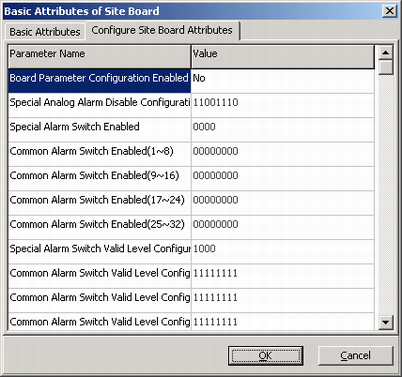 Basic Attributes of Site Board
Basic Attributes Configure Site Board Attributes
Parameter Name Value
Board Parameter Configuration Enabled No
Special Analog Alarm Disable Configurati 11001110
Special Alarm Switch Enabled 0000
Common Alarm Switch Enabled(1~8) 00000000
Common Alarm Switch Enabled(9~16) 00000000
Common Alarm Switch Enabled(17~24) 00000000
Common Alarm Switch Enabled(25~32) 00000000
Special Alarm Switch Valid Level Configur 1000
Common Alarm Switch Valid Level Config 11111111
Common Alarm Switch Valid Level Config 11111111
Common Alarm Switch Valid Level Config 11111111
OK Cancel